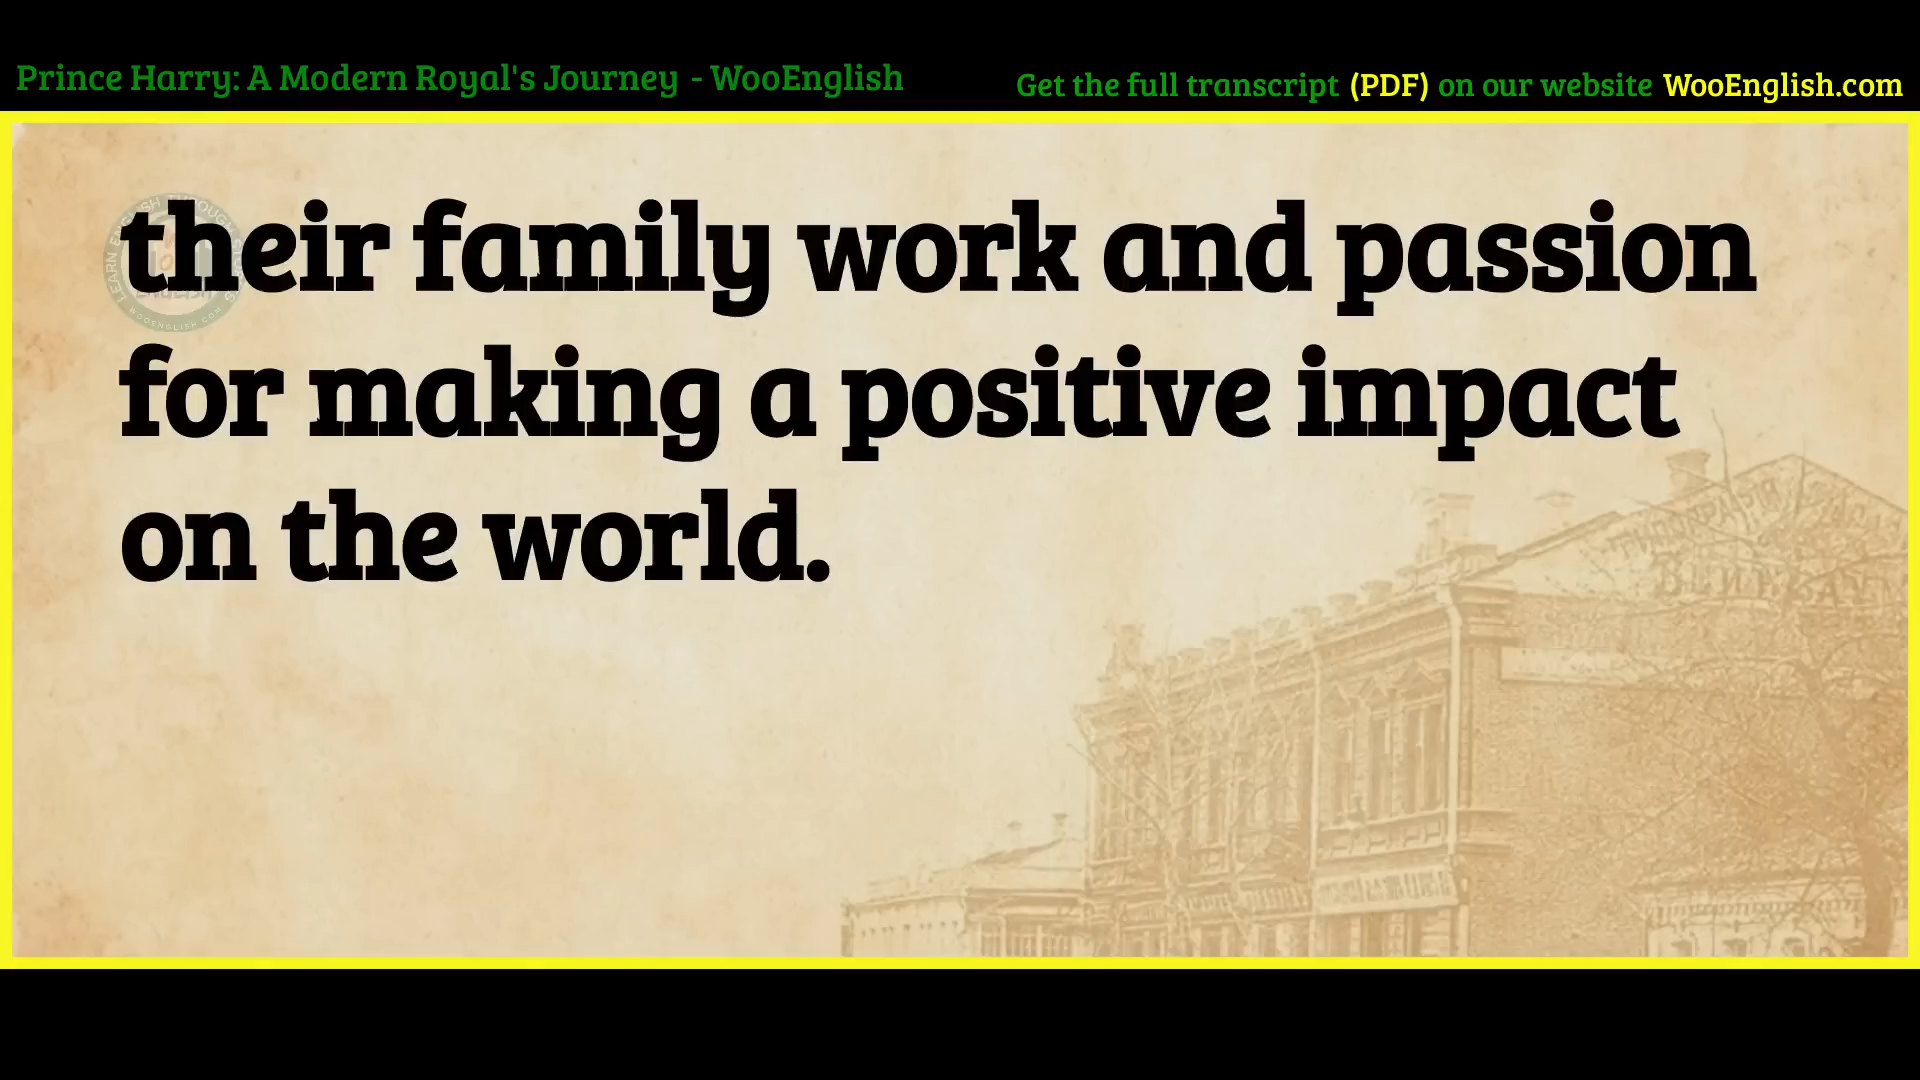 Prince Harry: A Modern Royal's Journey - WooEnglish
Get the full transcript (PDF) on our website WooEnglish.com
their family work and passion
for making a positive impact
on the world.